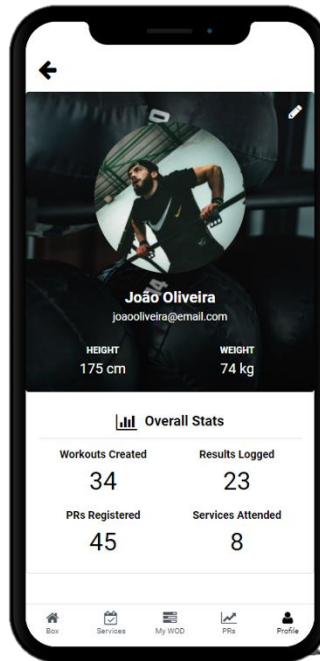 João Oliveira
joaooliveira@email.com
HEIGHT WEIGHT
175 cm 74 kg
Overall Stats
Workouts Created Results Logged
34 23
PRs Registered Services Attended
45 8
Box Services My WOD PRs Profile